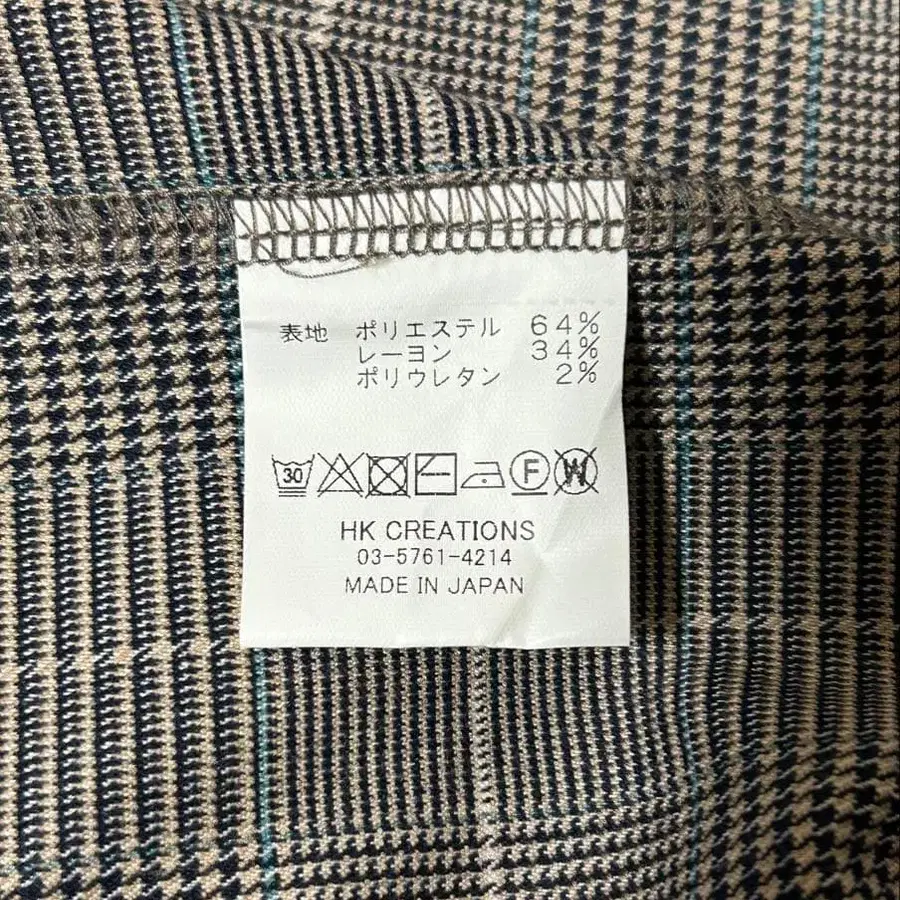 表地 ポリエステル 64%
レーヨン 34%
ポリウレタン 2%
30 F W
HK CREATIONS
03-5761-4214
MADE IN JAPAN